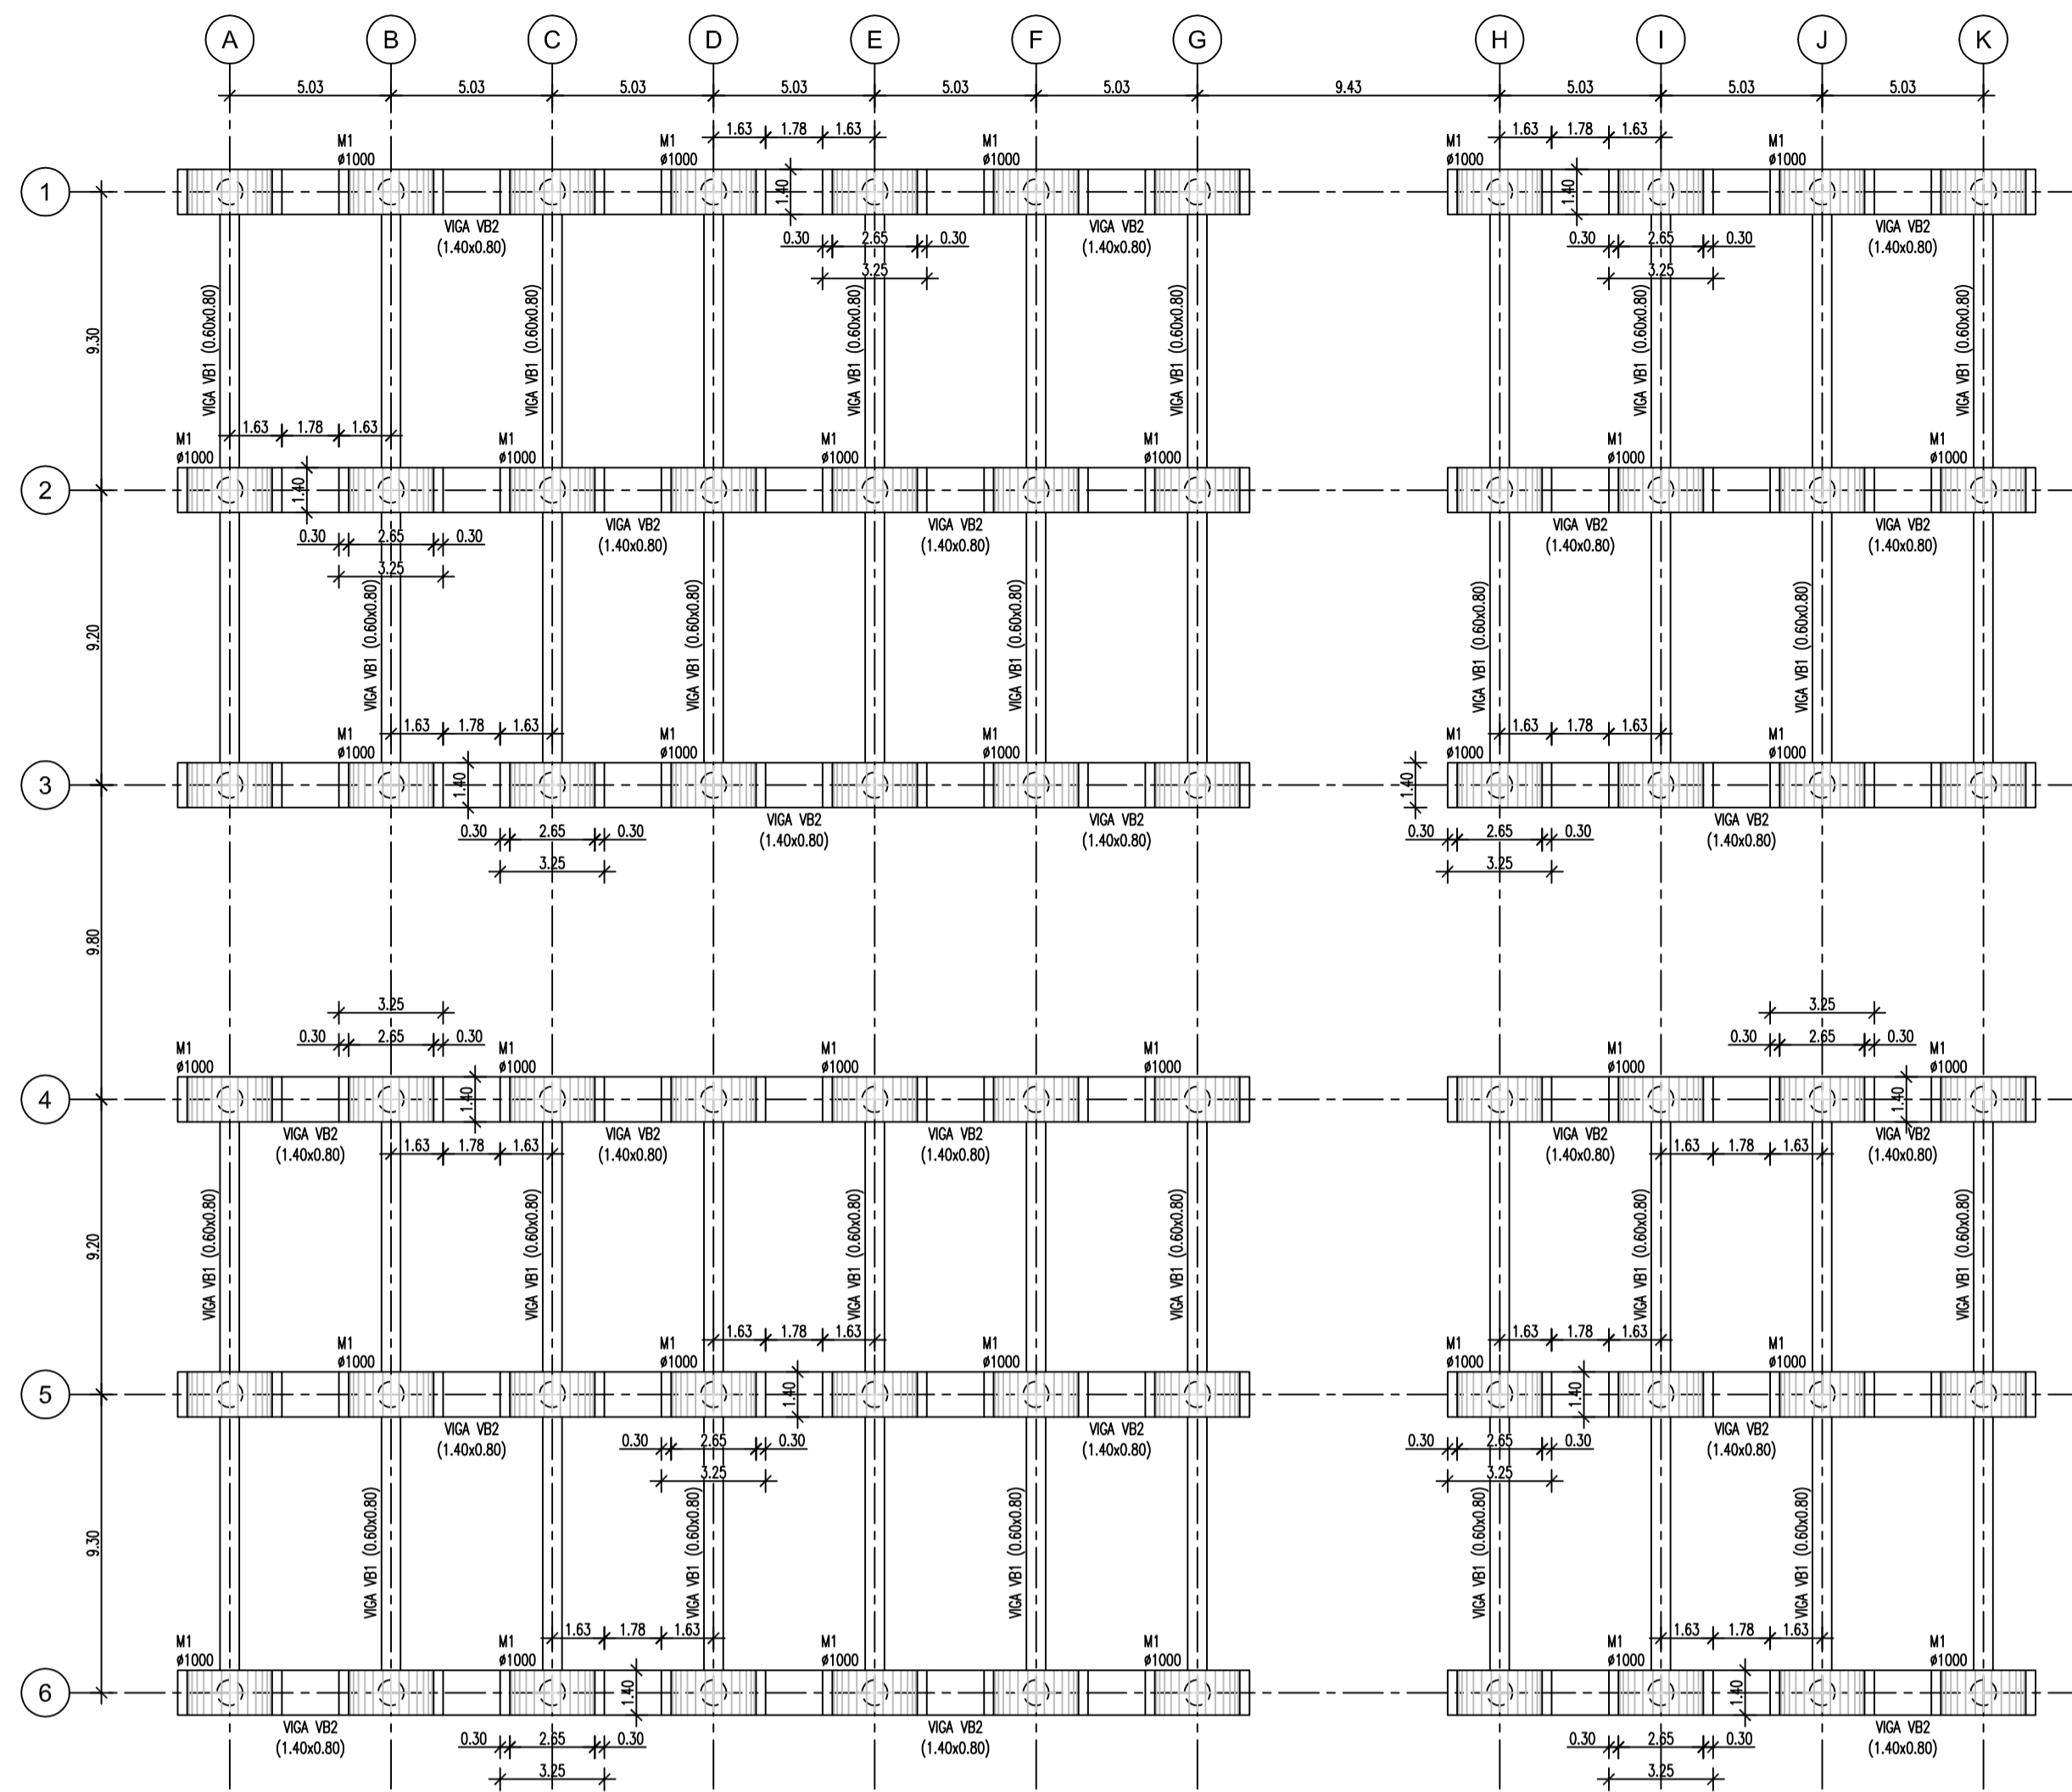 A B C D E F G H I J K
5.03 5.03 5.03 5.03 5.03 5.03 9.43 5.03 5.03 5.03
1.63 1.78 1.63 1.63 1.78 1.63
M1 M1 M1 M1 M1
ø1000 ø1000 ø1000 ø1000 ø1000
1
1.40 1.40
VIGA VB2 VIGA VB2 VIGA VB2
(1.40x0.80) (1.40x0.80) (1.40x0.80)
0.30 2.65 0.30 0.30 2.65 0.30
3.25 3.25
9.30
VIGA VB1 (0.60x0.80) VIGA VB1 (0.60x0.80) VIGA VB1 (0.60x0.80) VIGA VB1 (0.60x0.80) VIGA VB1 (0.60x0.80) VIGA VB1 (0.60x0.80)
1.63 1.78 1.63
M1 M1 M1 M1 M1 M1
ø1000 ø1000 ø1000 ø1000 ø1000 ø1000
2
1.40
VIGA VB2 VIGA VB2 VIGA VB2 VIGA VB2
(1.40x0.80) (1.40x0.80) (1.40x0.80) (1.40x0.80)
0.30 2.65 0.30
3.25
9.20
VIGA VB1 (0.60x0.80) VIGA VB1 (0.60x0.80) VIGA VB1 (0.60x0.80) VIGA VB1 (0.60x0.80) VIGA VB1 (0.60x0.80)
1.63 1.78 1.63 1.63 1.78 1.63
M1 M1 M1 M1 M1
ø1000 ø1000 ø1000 ø1000 ø1000
3
1.40 1.40
VIGA VB2 VIGA VB2 VIGA VB2
(1.40x0.80) (1.40x0.80) (1.40x0.80)
0.30 2.65 0.30 0.30 2.65 0.30
3.25 3.25
9.80
3.25 3.25
0.30 2.65 0.30 0.30 2.65 0.30
M1 M1 M1 M1 M1 M1
ø1000 ø1000 ø1000 ø1000 ø1000 ø1000
4
1.40 1.40
VIGA VB2 VIGA VB2 VIGA VB2 VIGA VB2 VIGA VB2
(1.40x0.80) (1.40x0.80) (1.40x0.80) (1.40x0.80) (1.40x0.80)
1.63 1.78 1.63 1.63 1.78 1.63
9.20
VIGA VB1 (0.60x0.80) VIGA VB1 (0.60x0.80) VIGA VB1 (0.60x0.80) VIGA VB1 (0.60x0.80) VIGA VB1 (0.60x0.80) VIGA VB1 (0.60x0.80)
1.63 1.78 1.63 1.63 1.78 1.63
M1 M1 M1 M1 M1
ø1000 ø1000 ø1000 ø1000 ø1000
5
1.40 1.40
VIGA VB2 VIGA VB2 VIGA VB2
(1.40x0.80) (1.40x0.80) (1.40x0.80)
0.30 2.65 0.30 0.30 2.65 0.30
3.25 3.25
9.30
VIGA VB1 (0.60x0.80) VIGA VB1 (0.60x0.80) VIGA VB1 (0.60x0.80) VIGA VB1 (0.60x0.80) VIGA VB1 (0.60x0.80)
1.63 1.78 1.63 1.63 1.78 1.63
M1 M1 M1 M1 M1 M1
ø1000 ø1000 ø1000 ø1000 ø1000 ø1000
6
1.40 1.40
VIGA VB2 VIGA VB2 VIGA VB2
(1.40x0.80) (1.40x0.80) (1.40x0.80)
0.30 2.65 0.30 0.30 2.65 0.30
3.25 3.25